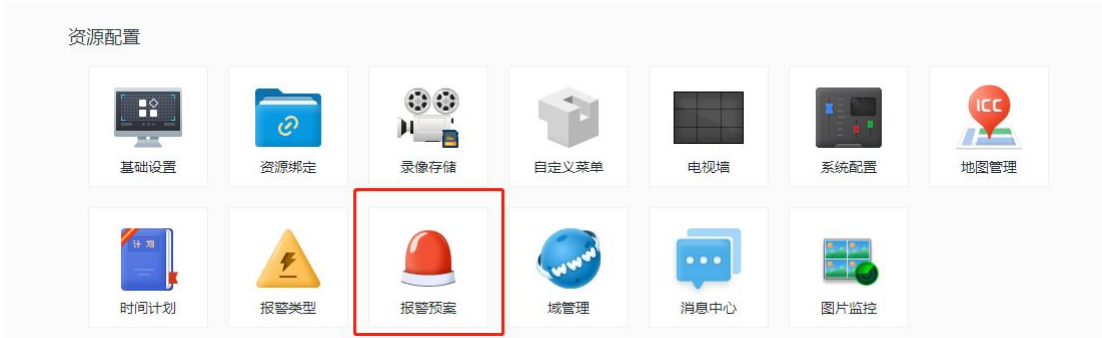 资源配置
基础设置
资源绑定
录像存储
自定义菜单
电视墙
系统配置
ICC
地图管理
计 划
时间计划
报警类型
报警预案
www
域管理
消息中心
图片监控